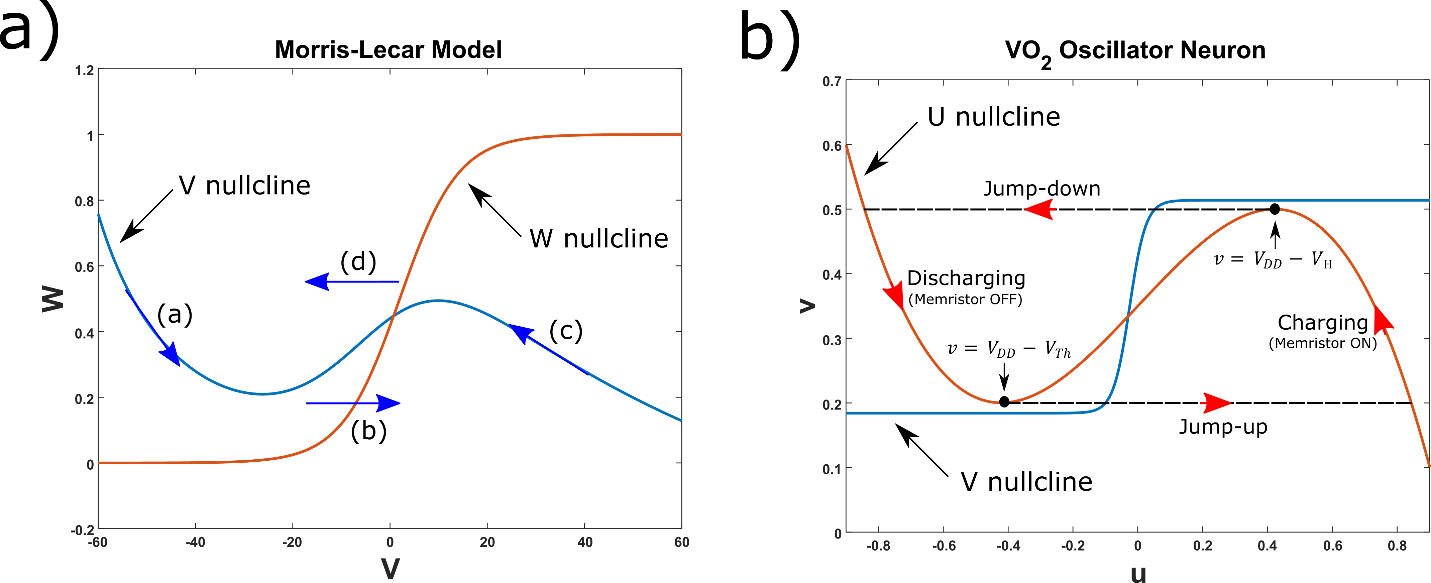 a)
Morris-Lecar Model
1.2
1
0.8
0.6
0.4
0.2
0
-0.2
W
V nullcline
W nullcline
(a)
(b)
(c)
(d)
-60
-40
-20
0
20
40
60
V
b)
VO2 Oscillator Neuron
0.7
0.6
0.5
0.4
0.3
0.2
0.1
0
v
U nullcline
Jump-down
v = VDD − VH
Discharging
(Memristor OFF)
Charging
(Memristor ON)
v = VDD − VTh
Jump-up
V nullcline
-0.8
-0.6
-0.4
-0.2
0
0.2
0.4
0.6
0.8
u